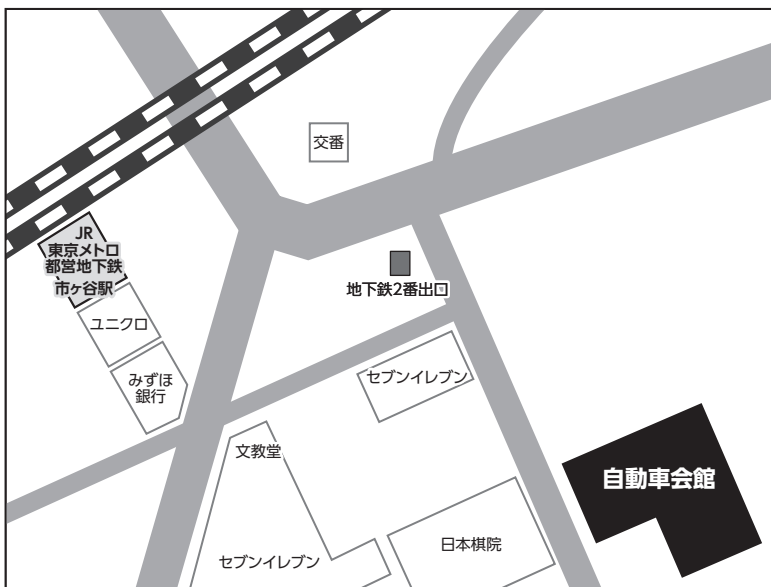 交番
JR
東京メトロ
都営地下鉄
市ヶ谷駅
地下鉄2番出口
ユニクロ
みずほ
銀行
セブンイレブン
文教堂
自動車会館
日本棋院
セブンイレブン